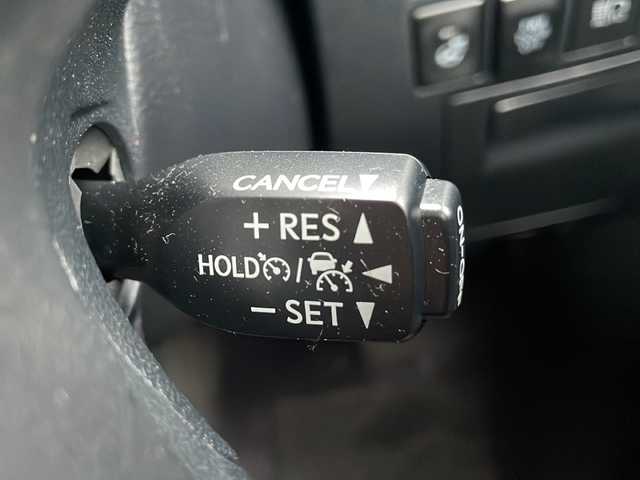 CANCEL
+ RES
HOLD /
− SET
ON·OFF